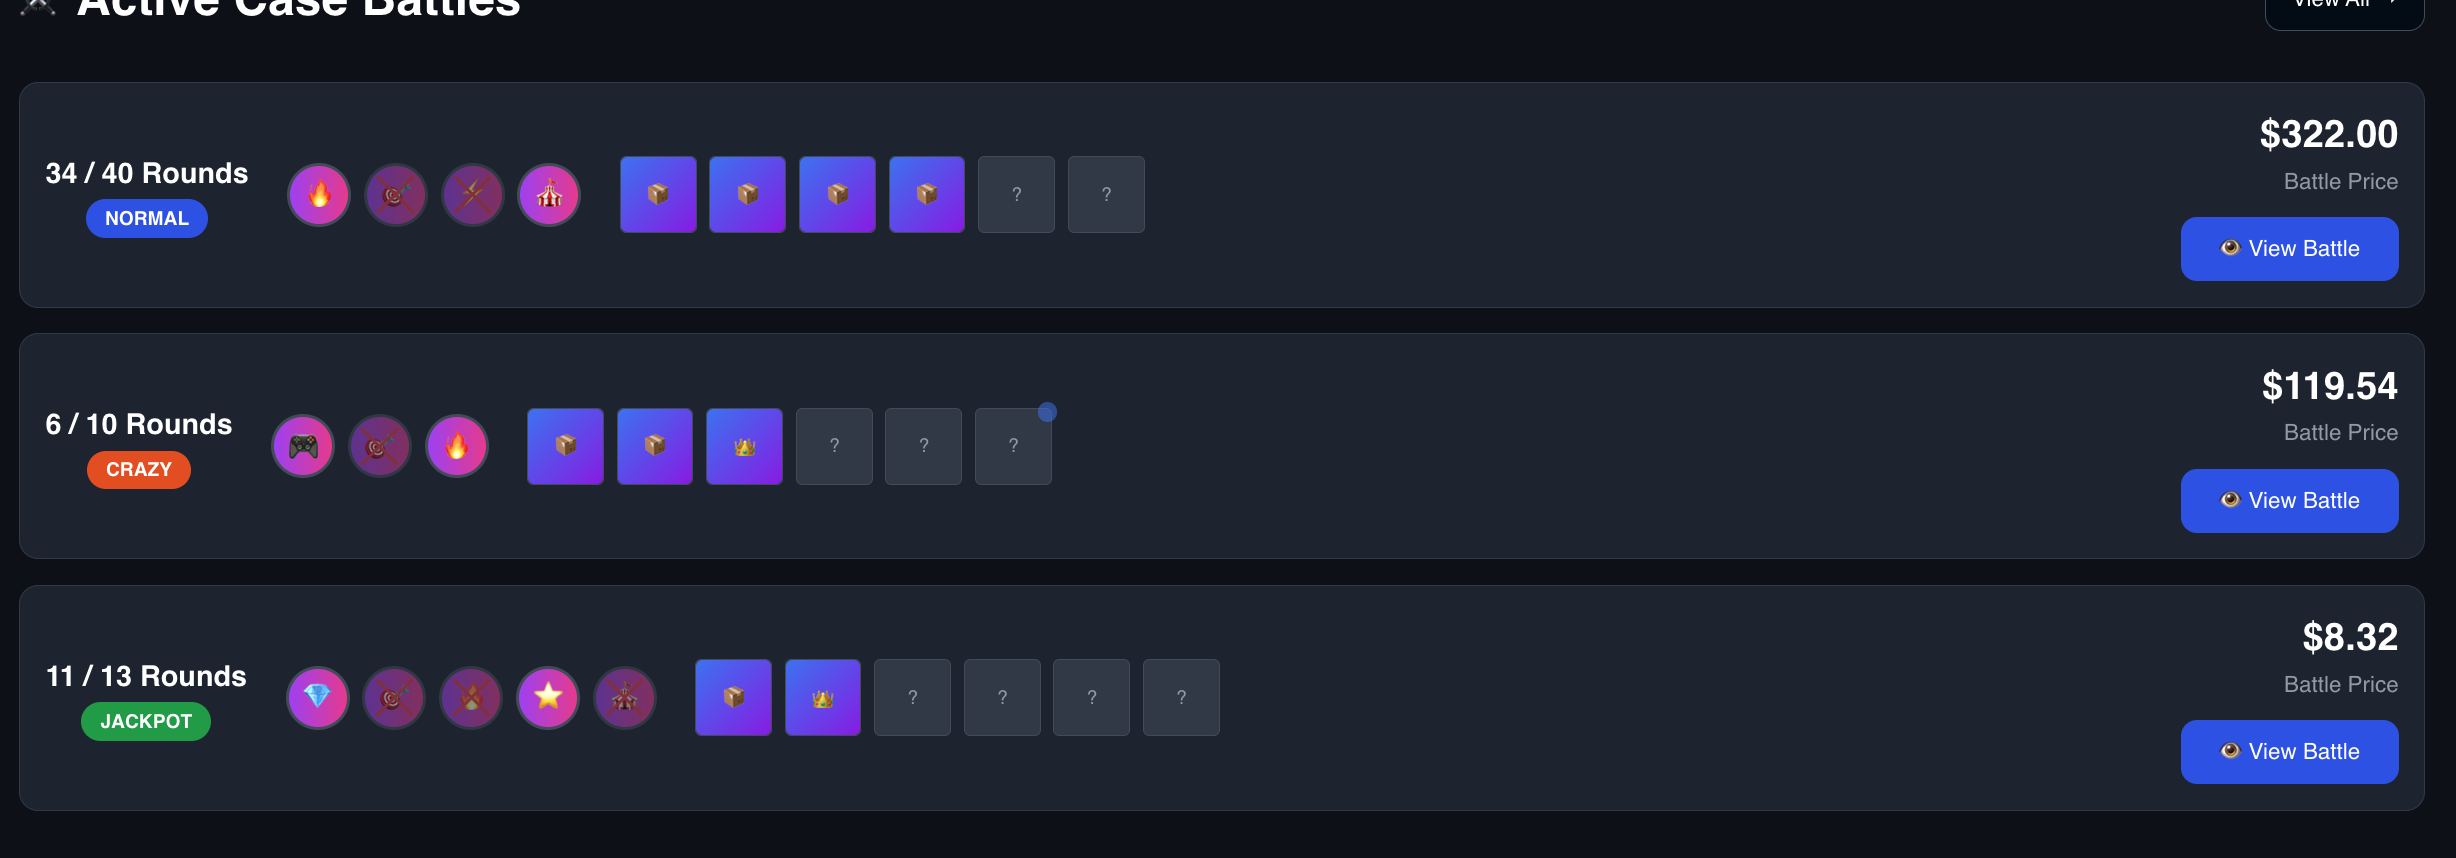 Active Case Battles
View All
34 / 40 Rounds
NORMAL
?
?
$322.00
Battle Price
View Battle
6 / 10 Rounds
CRAZY
?
?
?
$119.54
Battle Price
View Battle
11 / 13 Rounds
JACKPOT
?
?
?
?
$8.32
Battle Price
View Battle